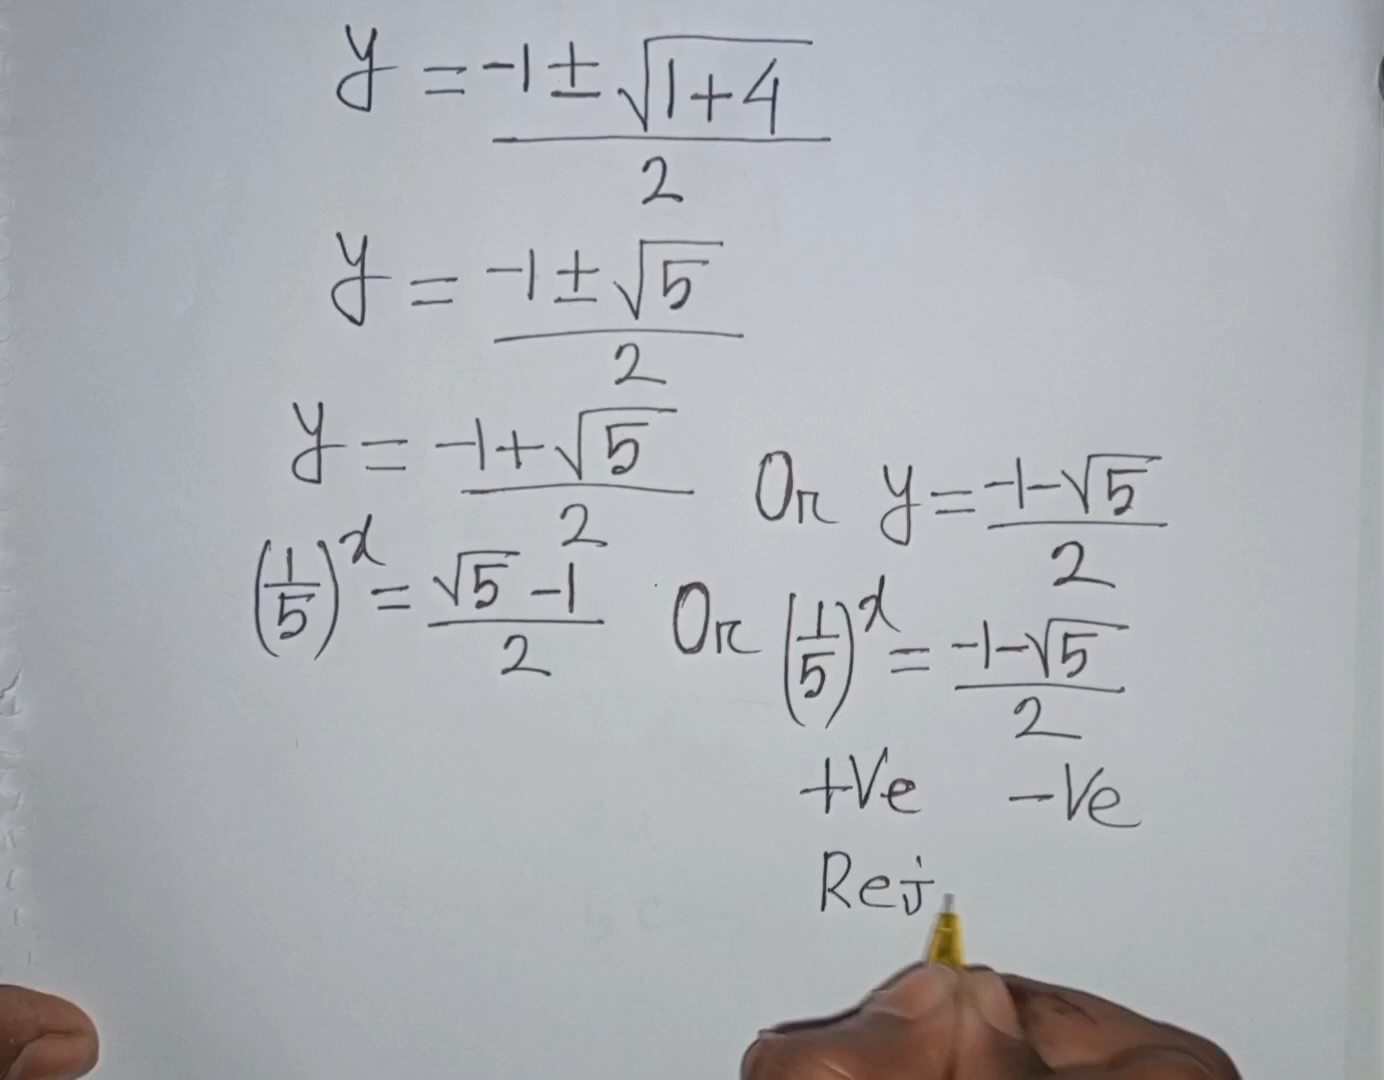 y = (-1 ± √(1+4))/2
y = (-1 ± √5)/2
y = (-1+√5)/2 Or y = (-1-√5)/2
(1/5)^x = (√5 - 1)/2 Or (1/5)^x = (-1-√5)/2
+Ve -Ve
Rej